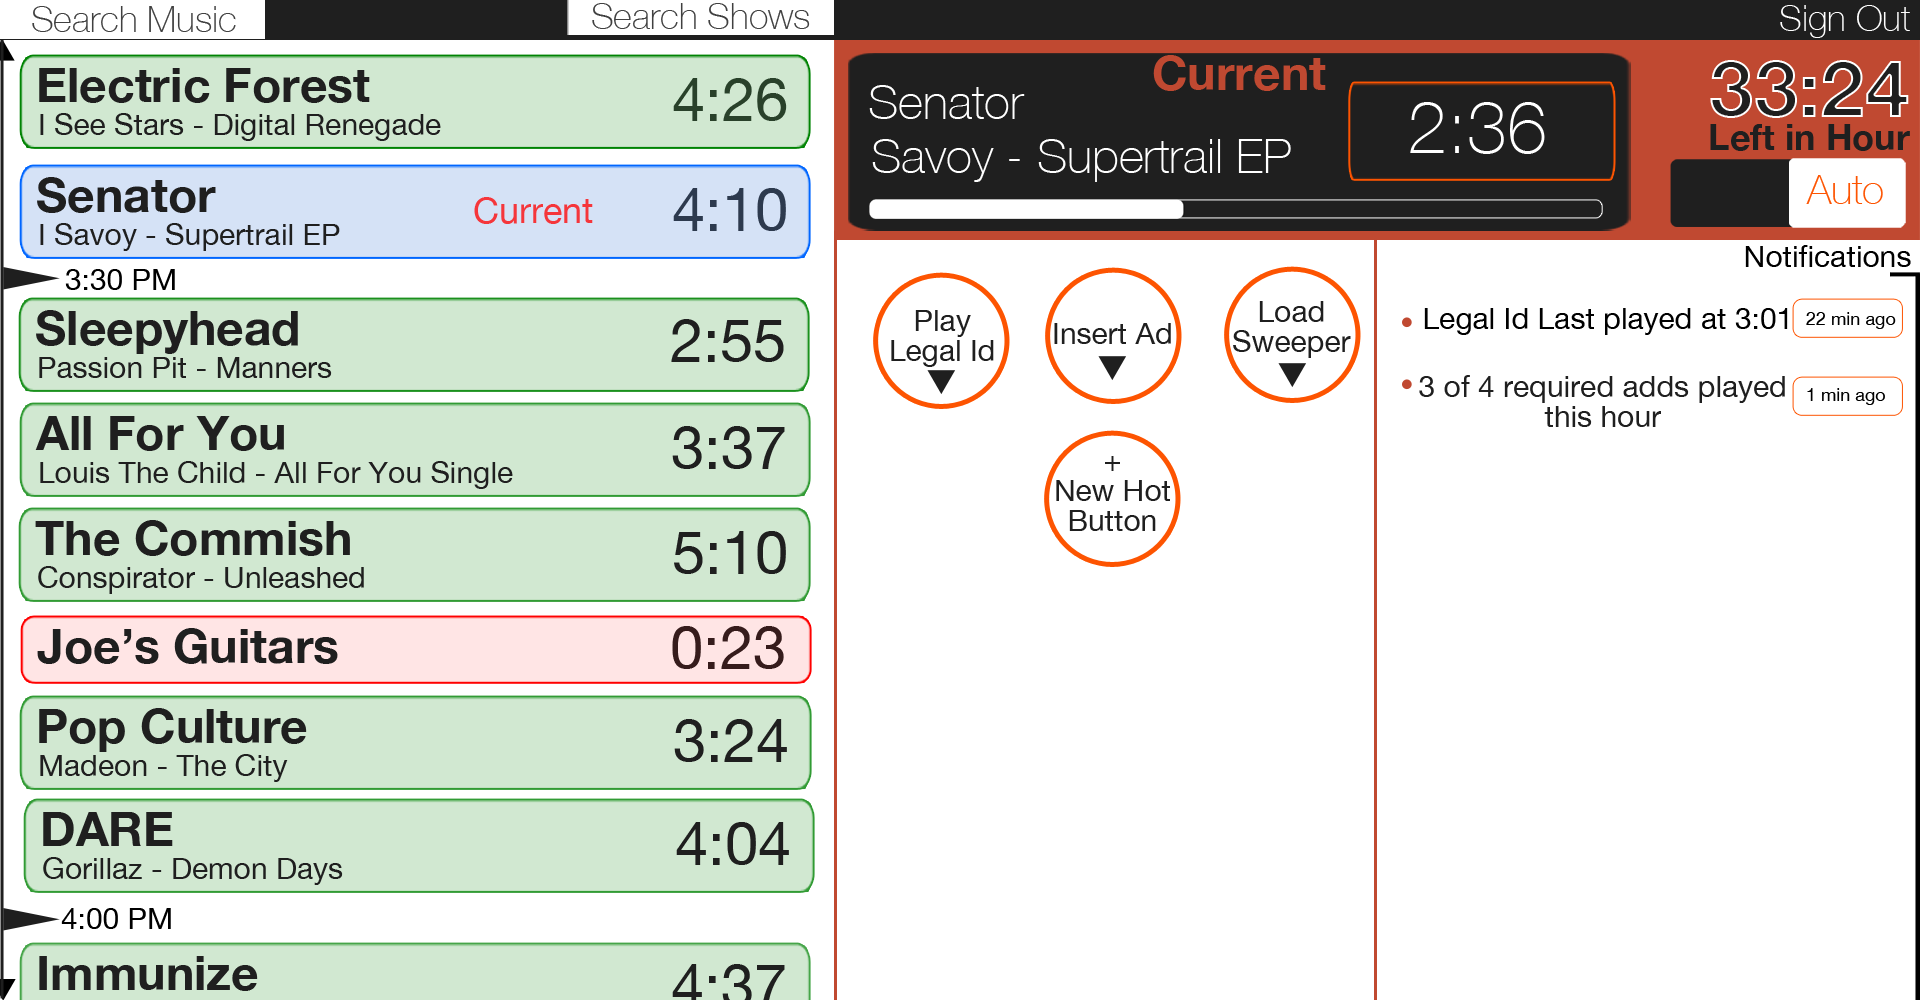 Search Music
Search Shows
Sign Out
Electric Forest
I See Stars - Digital Renegade
4:26
Senator
I Savoy - Supertrail EP
Current
4:10
3:30 PM
Sleepyhead
Passion Pit - Manners
2:55
All For You
Louis The Child - All For You Single
3:37
The Commish
Conspirator - Unleashed
5:10
Joe’s Guitars
0:23
Pop Culture
Madeon - The City
3:24
DARE
Gorillaz - Demon Days
4:04
4:00 PM
Immunize
4:37
Current
Senator
Savoy - Supertrail EP
2:36
33:24
Left in Hour
Auto
Play
Legal Id
Insert Ad
Load
Sweeper
+
New Hot
Button
Notifications
Legal Id Last played at 3:01
22 min ago
3 of 4 required adds played
this hour
1 min ago